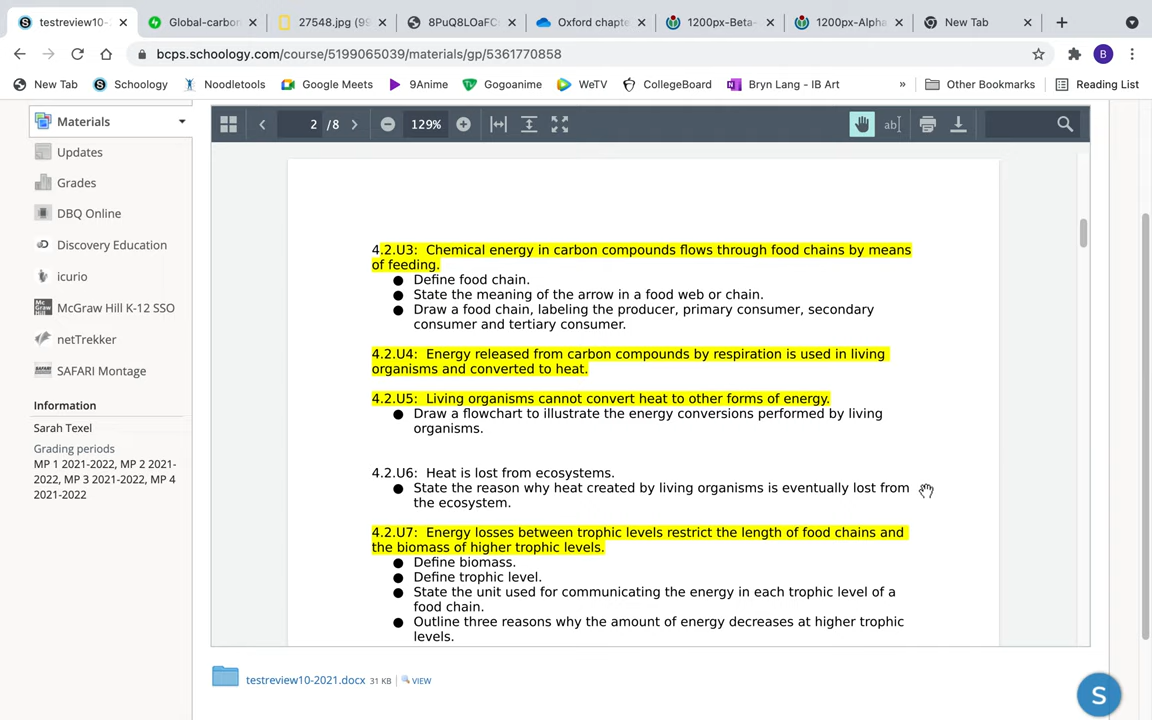 testreview10-
Global-carbon
27548.jpg (99
8PuQ8LOaFC
Oxford chapte
1200px-Beta-
1200px-Alpha
New Tab
bcps.schoology.com/course/5199065039/materials/gp/5361770858
B
New Tab
Schoology
Noodletools
Google Meets
9Anime
Gogoanime
WeTV
CollegeBoard
Bryn Lang - IB Art
»
Other Bookmarks
Reading List
Materials
Updates
Grades
DBQ Online
Discovery Education
icurio
McGraw Hill K-12 SSO
netTrekker
SAFARI Montage
Information
Sarah Texel
Grading periods
MP 1 2021-2022, MP 2 2021-
2022, MP 3 2021-2022, MP 4
2021-2022
2 /8
129%
ab
4.2.U3: Chemical energy in carbon compounds flows through food chains by means
of feeding.
● Define food chain.
● State the meaning of the arrow in a food web or chain.
● Draw a food chain, labeling the producer, primary consumer, secondary
consumer and tertiary consumer.
4.2.U4: Energy released from carbon compounds by respiration is used in living
organisms and converted to heat.
4.2.U5: Living organisms cannot convert heat to other forms of energy.
● Draw a flowchart to illustrate the energy conversions performed by living
organisms.
4.2.U6: Heat is lost from ecosystems.
● State the reason why heat created by living organisms is eventually lost from
the ecosystem.
4.2.U7: Energy losses between trophic levels restrict the length of food chains and
the biomass of higher trophic levels.
● Define biomass.
● Define trophic level.
● State the unit used for communicating the energy in each trophic level of a
food chain.
● Outline three reasons why the amount of energy decreases at higher trophic
levels.
testreview10-2021.docx 31 KB VIEW
S